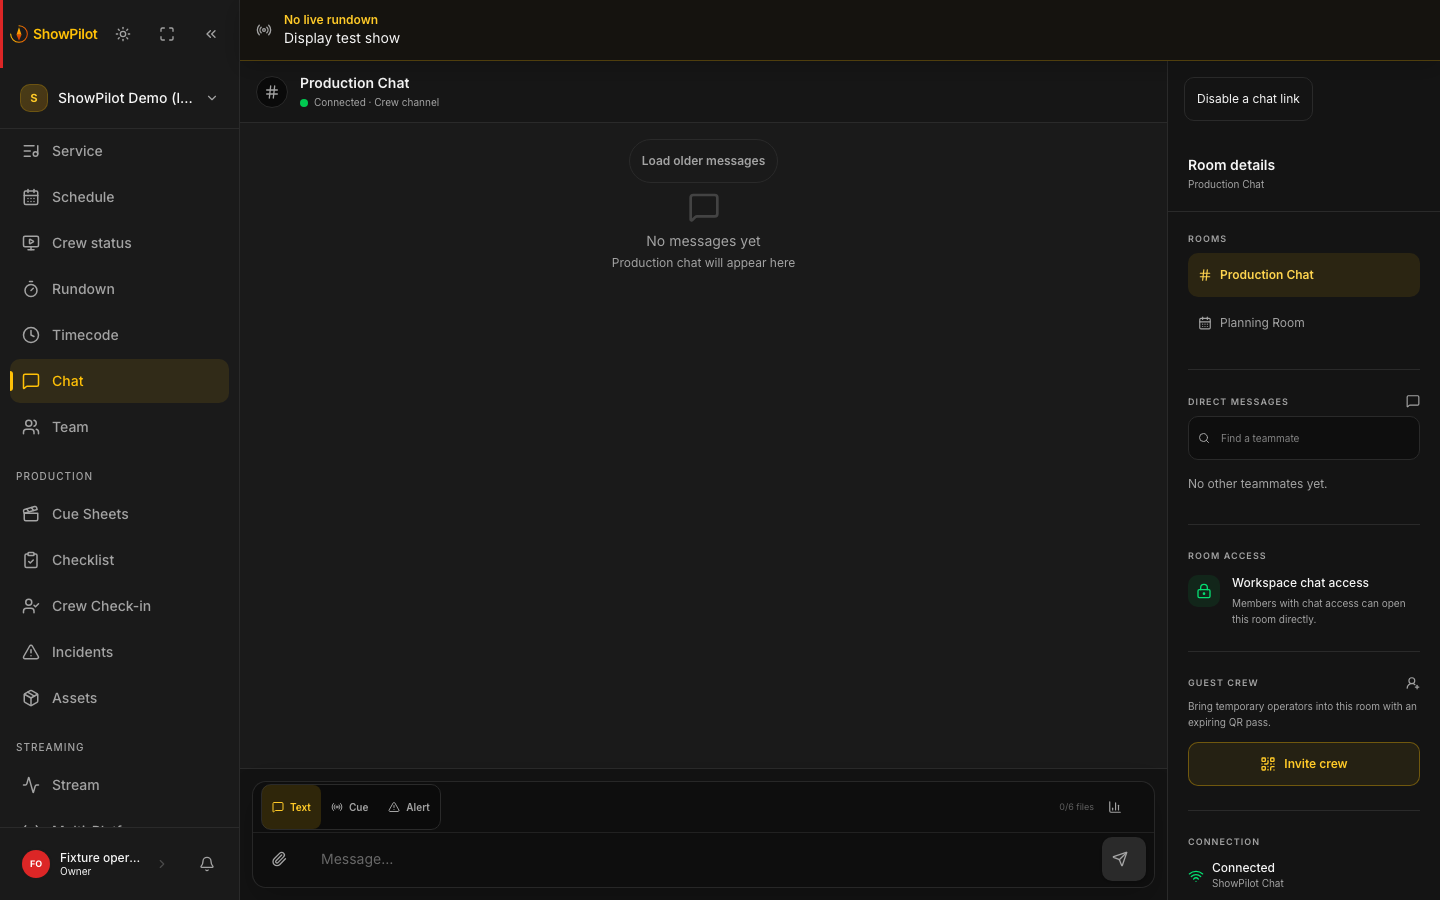 ShowPilot
S
ShowPilot Demo (I...
Service
Schedule
Crew status
Rundown
Timecode
Chat
Team
PRODUCTION
Cue Sheets
Checklist
Crew Check-in
Incidents
Assets
STREAMING
Stream
FO
Fixture oper...
Owner
No live rundown
Display test show
Production Chat
Connected · Crew channel
Load older messages
No messages yet
Production chat will appear here
Text
Cue
Alert
0/6 files
Message...
Disable a chat link
Room details
Production Chat
ROOMS
Production Chat
Planning Room
DIRECT MESSAGES
Find a teammate
No other teammates yet.
ROOM ACCESS
Workspace chat access
Members with chat access can open
this room directly.
GUEST CREW
Bring temporary operators into this room with an
expiring QR pass.
Invite crew
CONNECTION
Connected
ShowPilot Chat